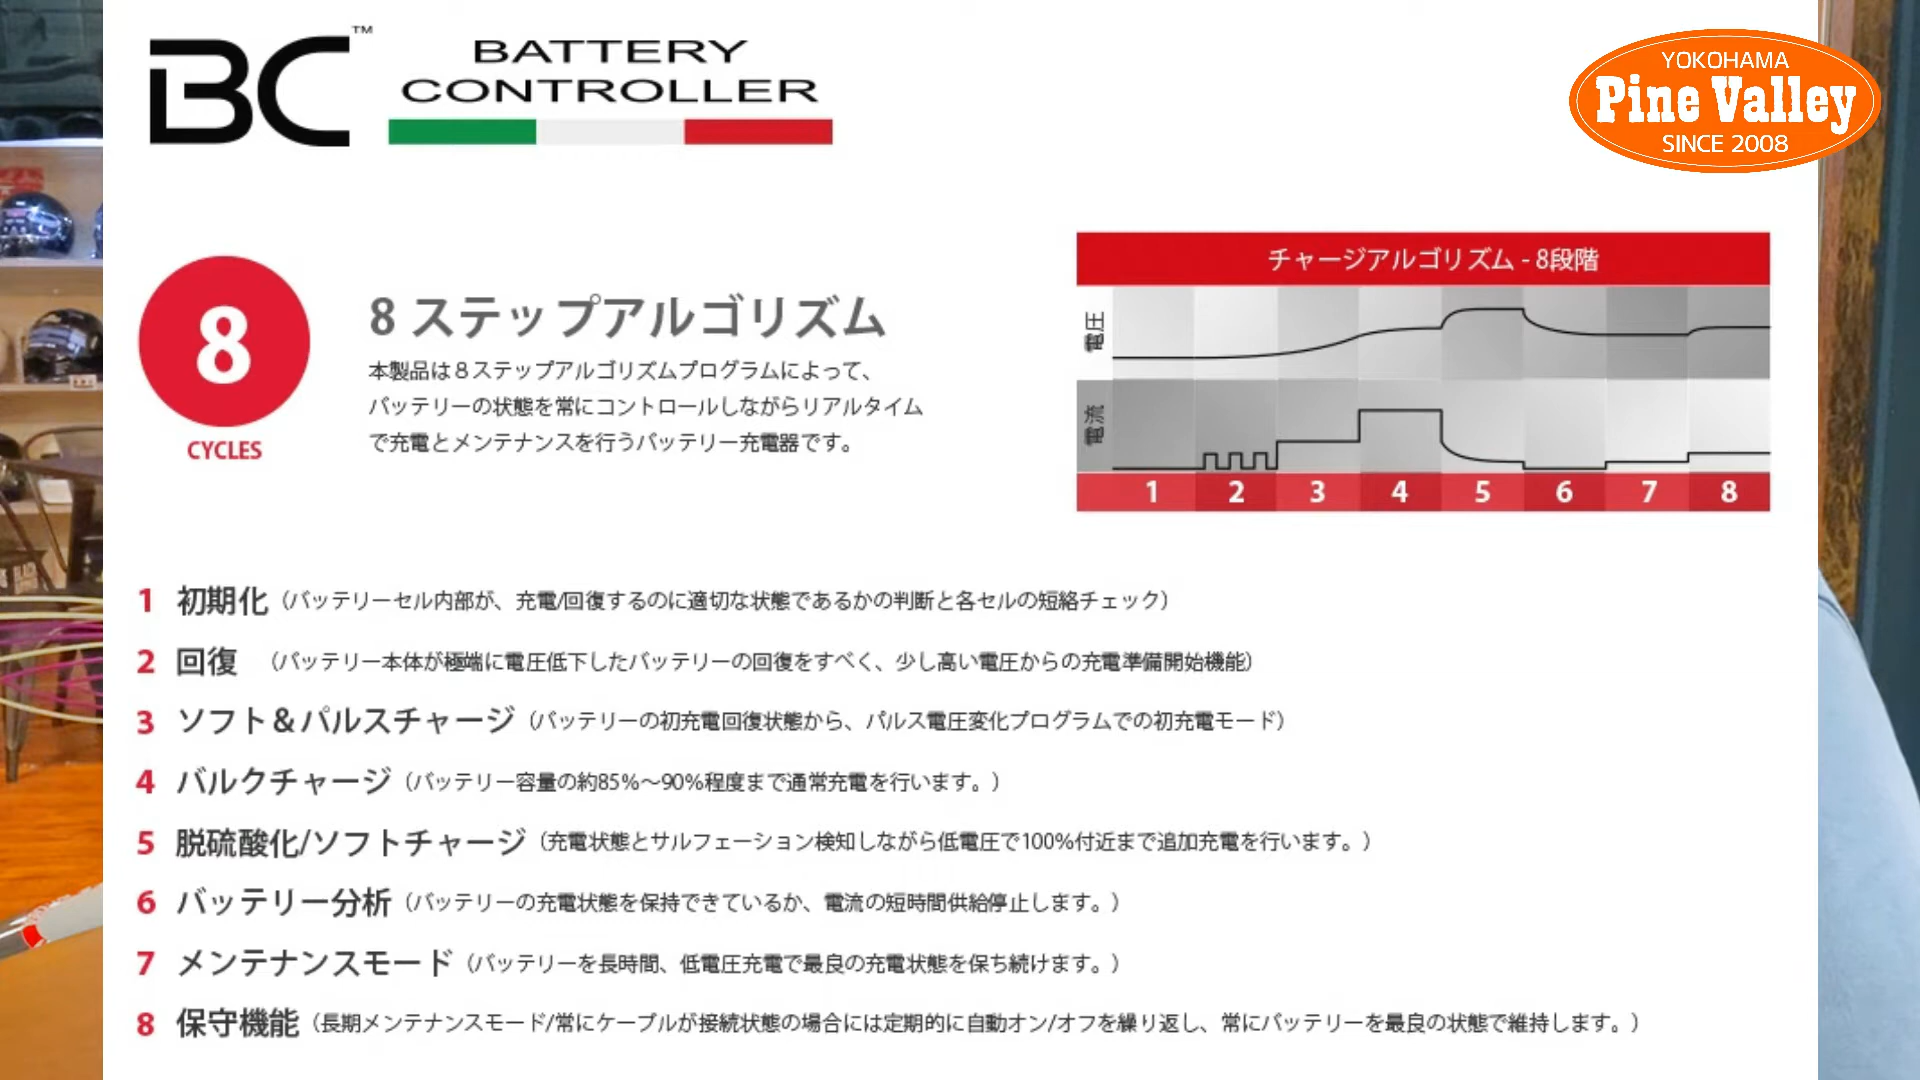 BC™
BATTERY
CONTROLLER
YOKOHAMA
Pine Valley
SINCE 2008
8
CYCLES
8 ステップアルゴリズム
本製品は8ステップアルゴリズムプログラムによって、
バッテリーの状態を常にコントロールしながらリアルタイム
で充電とメンテナンスを行うバッテリー充電器です。
チャージアルゴリズム - 8段階
電圧
電流
1 2 3 4 5 6 7 8
1 初期化（バッテリーセル内部が、充電/回復するのに適切な状態であるかの判断と各セルの短絡チェック）
2 回復 （バッテリー本体が極端に電圧低下したバッテリーの回復をすべく、少し高い電圧からの充電準備開始機能）
3 ソフト＆パルスチャージ（バッテリーの初充電回復状態から、パルス電圧変化プログラムでの初充電モード）
4 バルクチャージ（バッテリー容量の約85%～90%程度まで通常充電を行います。）
5 脱硫酸化/ソフトチャージ（充電状態とサルフェーション検知しながら低電圧で100%付近まで追加充電を行います。）
6 バッテリー分析（バッテリーの充電状態を保持できているか、電流の短時間供給停止します。）
7 メンテナンスモード（バッテリーを長時間、低電圧充電で最良の充電状態を保ち続けます。）
8 保守機能（長期メンテナンスモード/常にケーブルが接続状態の場合には定期的に自動オン/オフを繰り返し、常にバッテリーを最良の状態で維持します。）